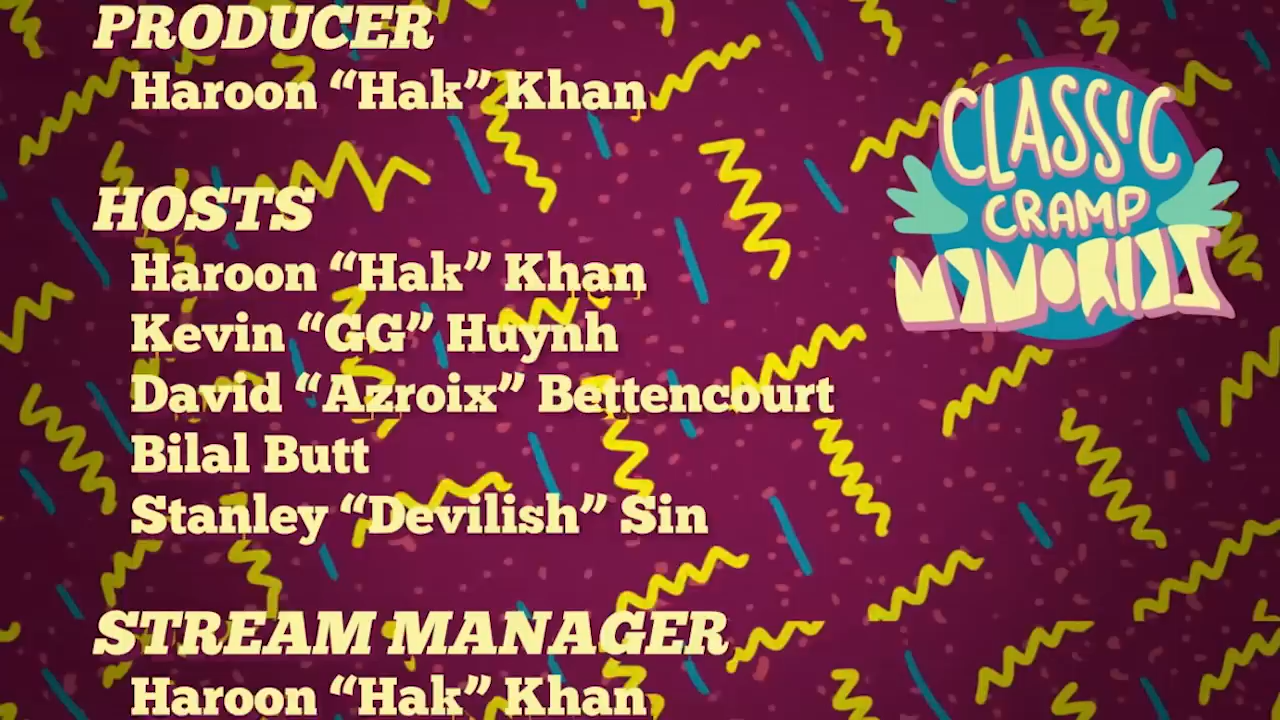 PRODUCER
Haroon “Hak” Khan
HOSTS
Haroon “Hak” Khan
Kevin “GG” Huynh
David “Azroix” Bettencourt
Bilal Butt
Stanley “Devilish” Sin
STREAM MANAGER
Haroon “Hak” Khan
CLASSIC
CRAMP
MEMORIES